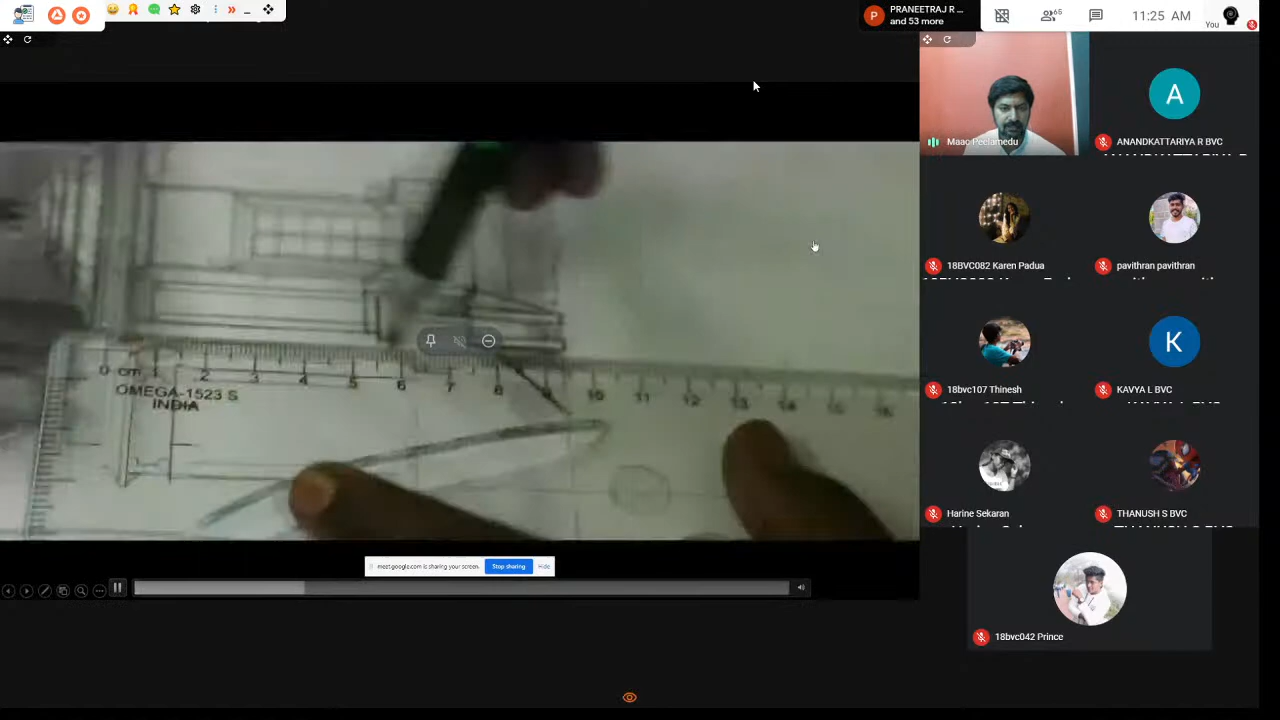 PRANEETRAJ R ...
and 53 more
65
11:25 AM
You
Maac Peelamedu
A
ANANDKATTARIYA R BVC
18BVC082 Karen Padua
pavithran pavithran
18bvc107 Thinesh
K
KAVYA L BVC
Harine Sekaran
THANUSH S BVC
18bvc042 Prince
P
0 cm 1 2 3 4 5 6 7 8 9 10 11 12 13 14 15 16
OMEGA-1523 S
INDIA
meet.google.com is sharing your screen.
Stop sharing
Hide